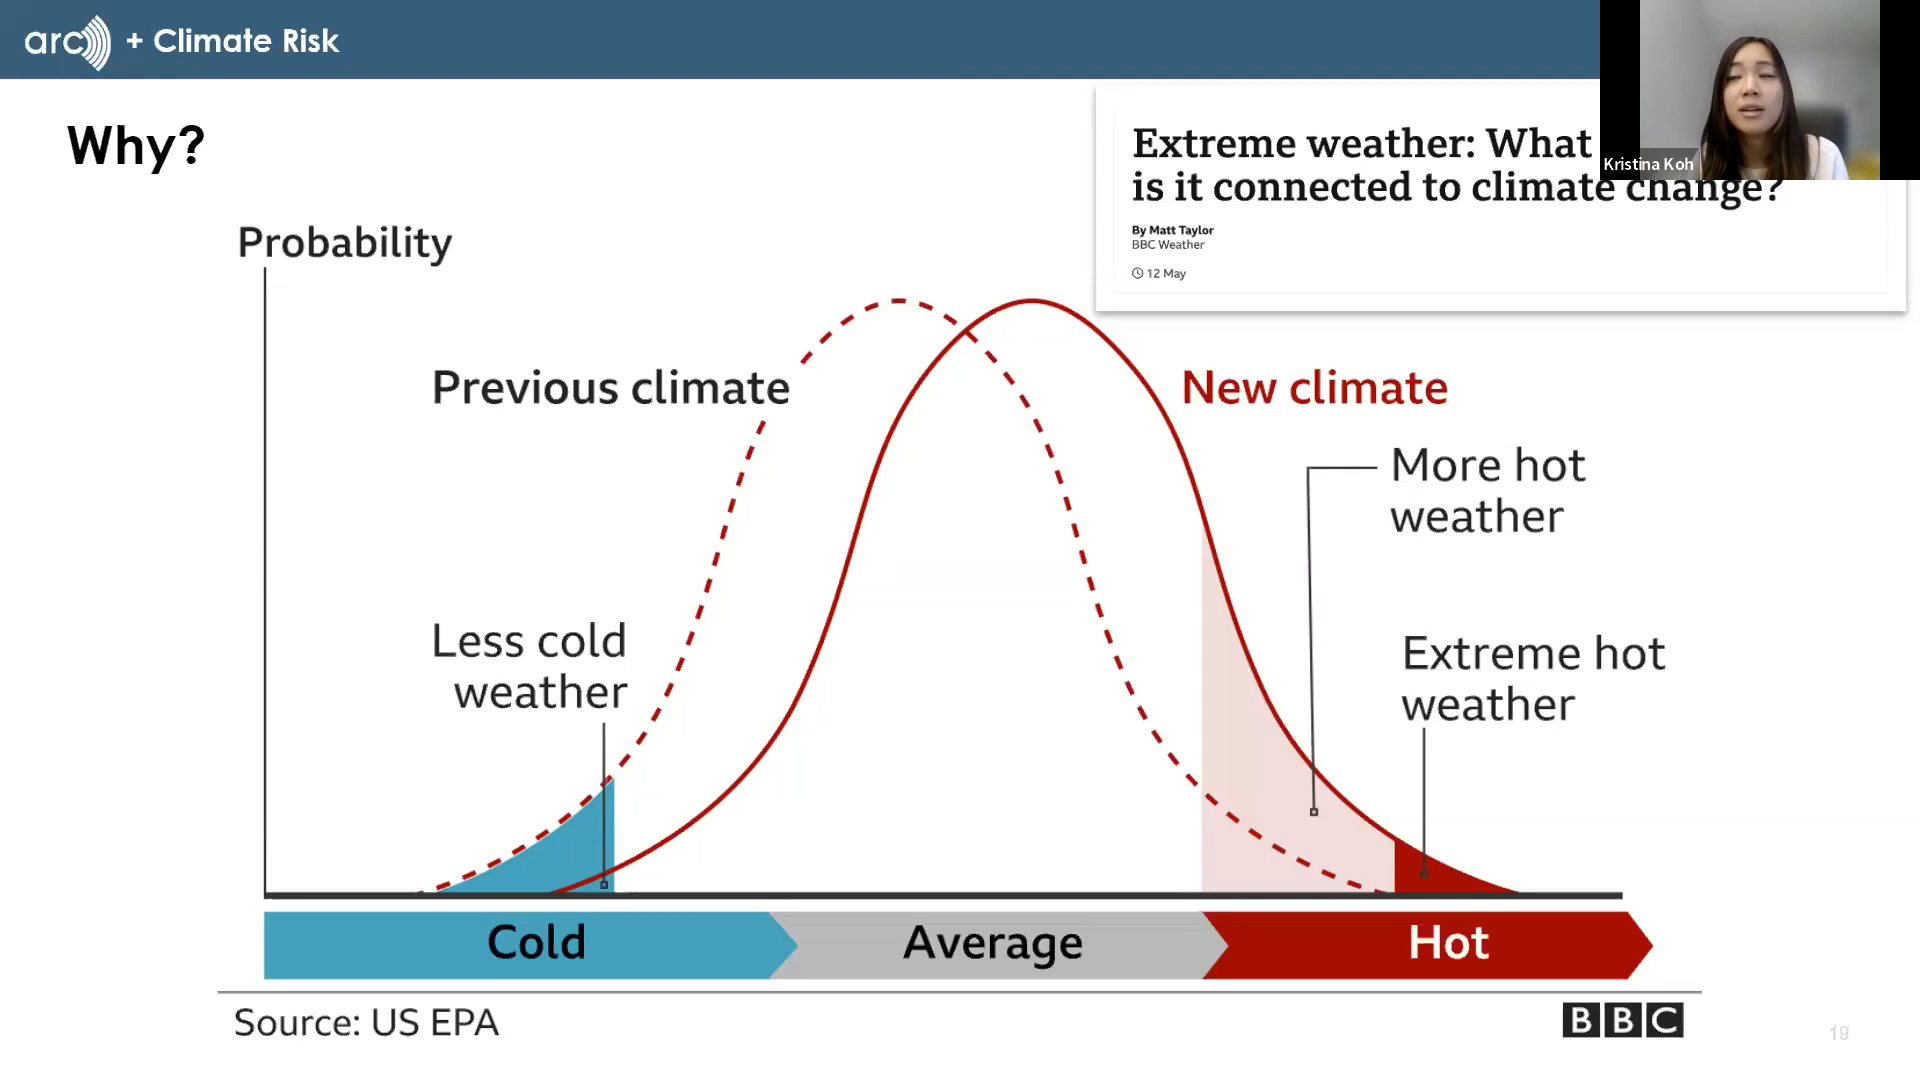 arc + Climate Risk
Why?
Extreme weather: What
is it connected to climate change?
By Matt Taylor
BBC Weather
12 May
Kristina Koh
Probability
Previous climate
New climate
More hot
weather
Less cold
weather
Extreme hot
weather
Cold
Average
Hot
Source: US EPA
BBC
19